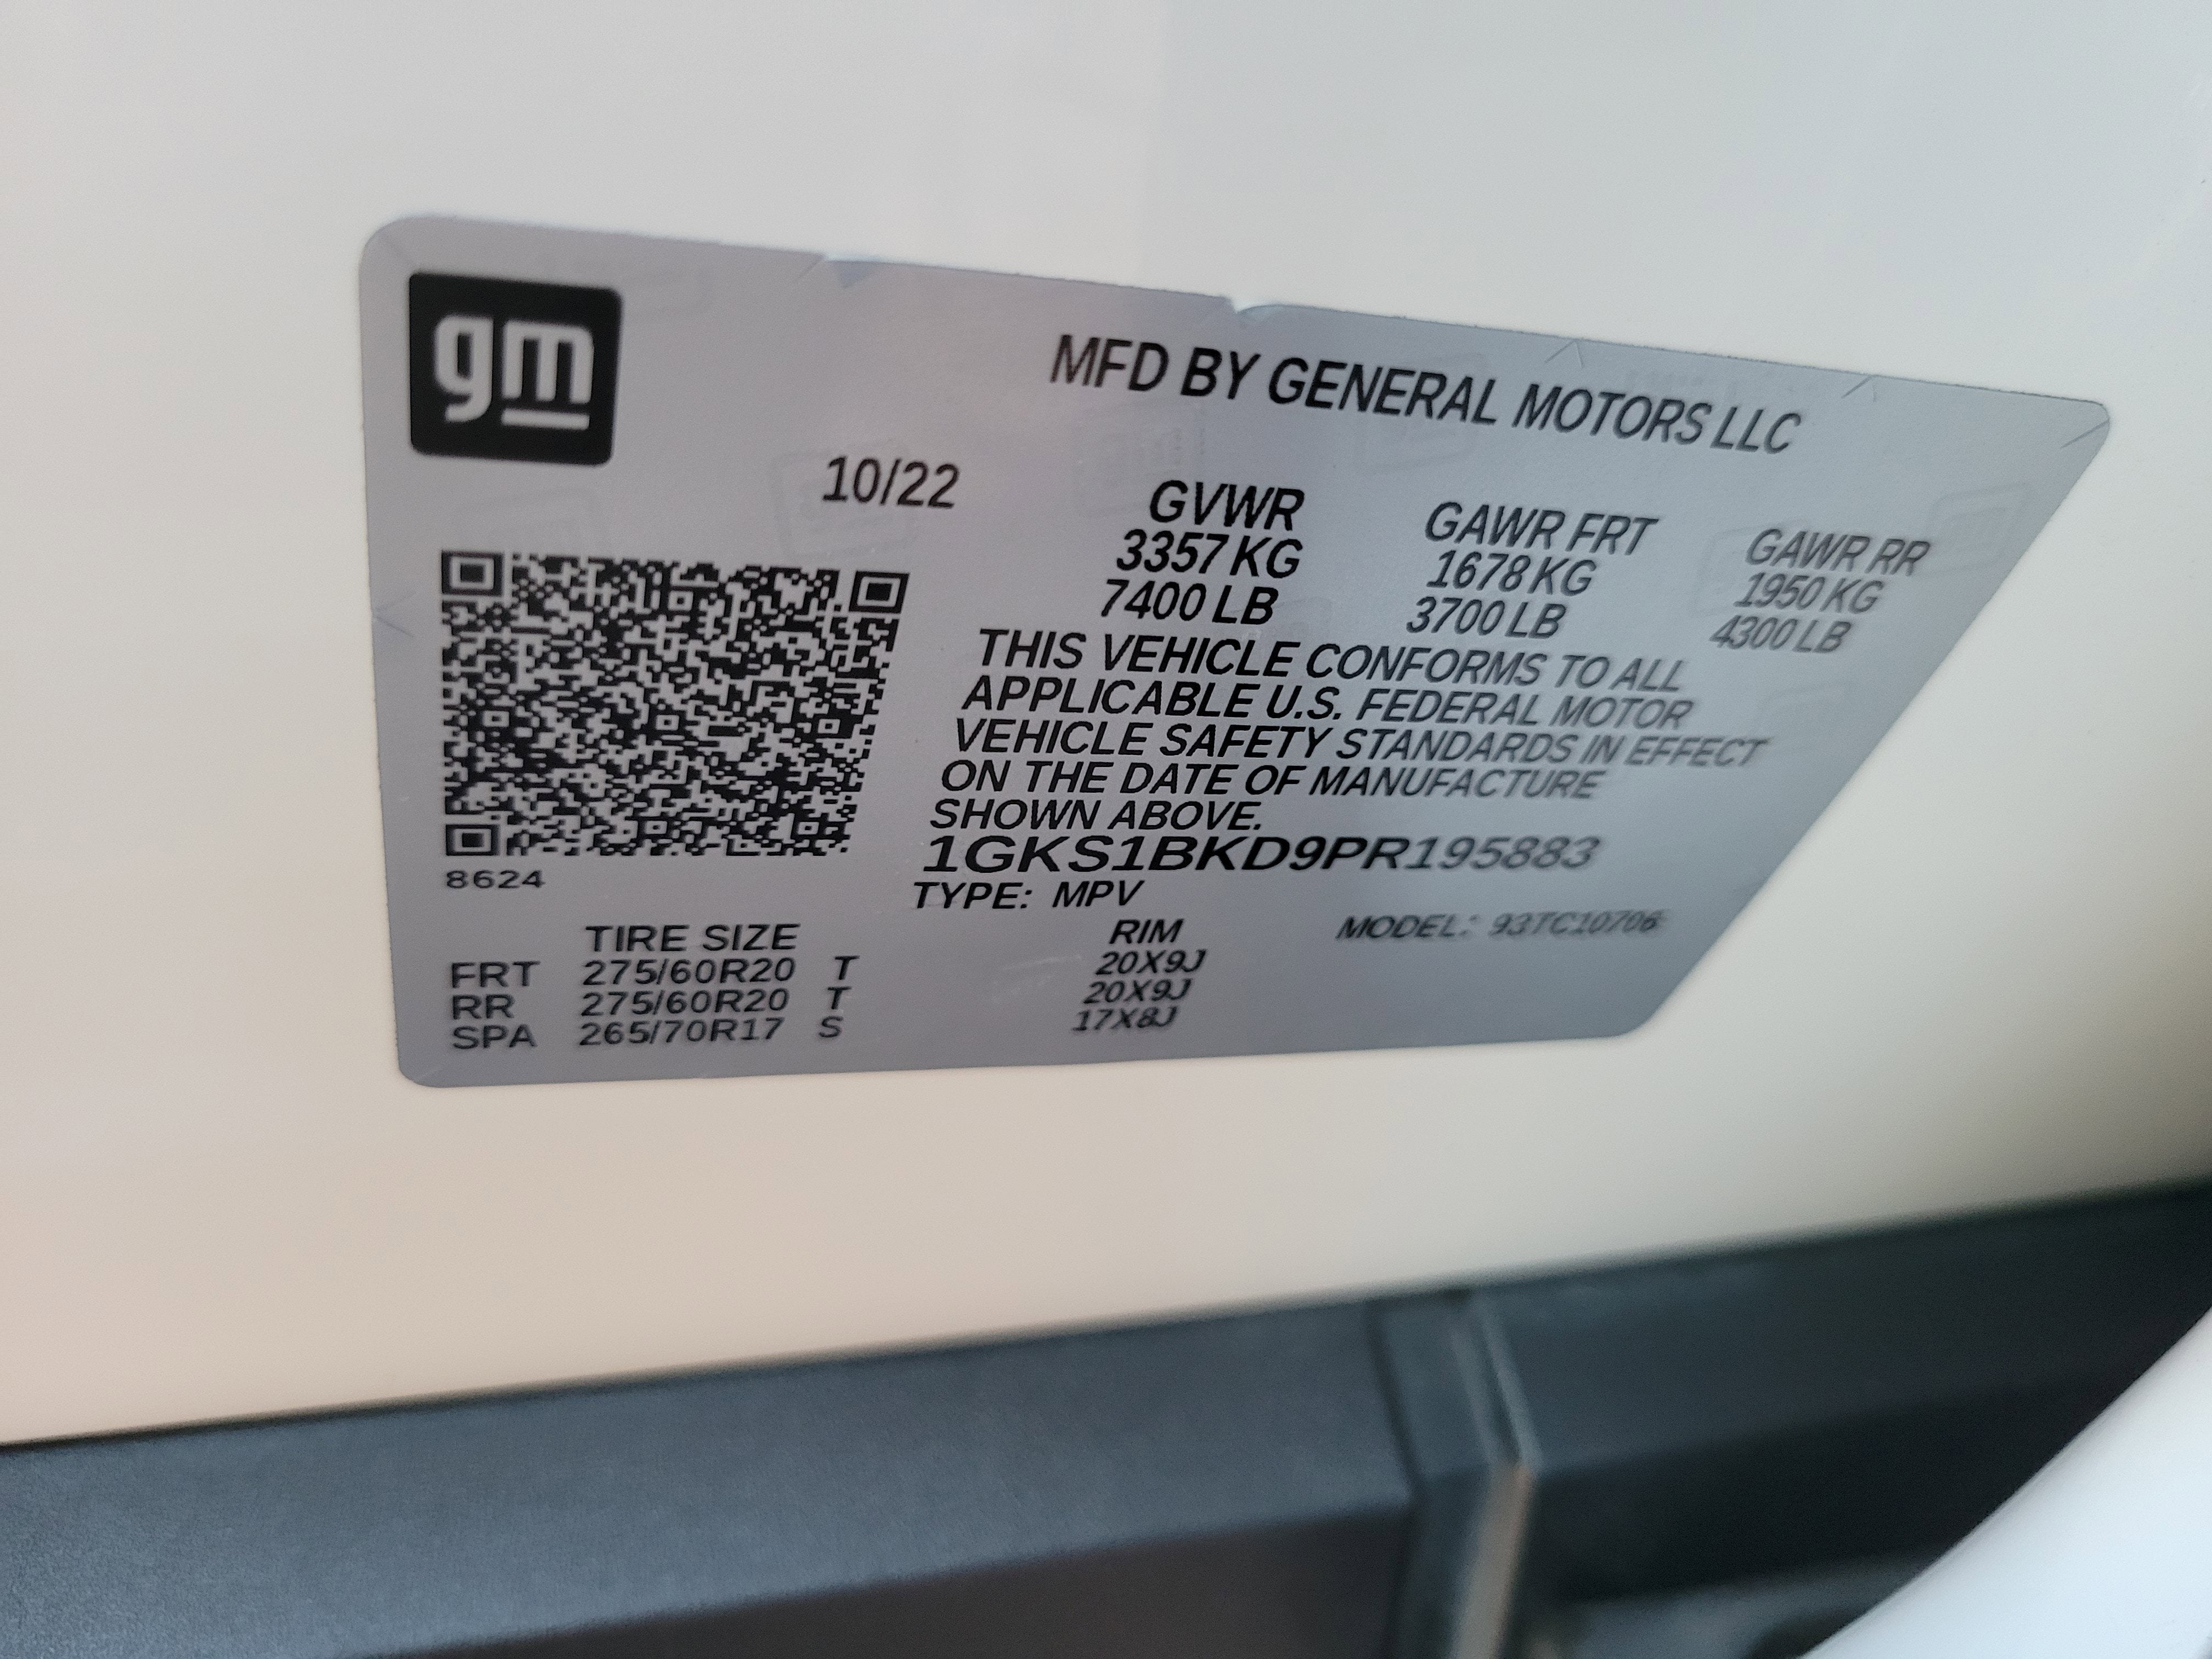 gm
MFD BY GENERAL MOTORS LLC
10/22
GVWR GAWR FRT GAWR RR
3357 KG 1678 KG 1950 KG
7400 LB 3700 LB 4300 LB
THIS VEHICLE CONFORMS TO ALL
APPLICABLE U.S. FEDERAL MOTOR
VEHICLE SAFETY STANDARDS IN EFFECT
ON THE DATE OF MANUFACTURE
SHOWN ABOVE.
1GKS1BKD9PR195883
8624
TYPE: MPV MODEL: 93TC10706
TIRE SIZE RIM
FRT 275/60R20 T 20X9J
RR 275/60R20 T 20X9J
SPA 265/70R17 S 17X8J